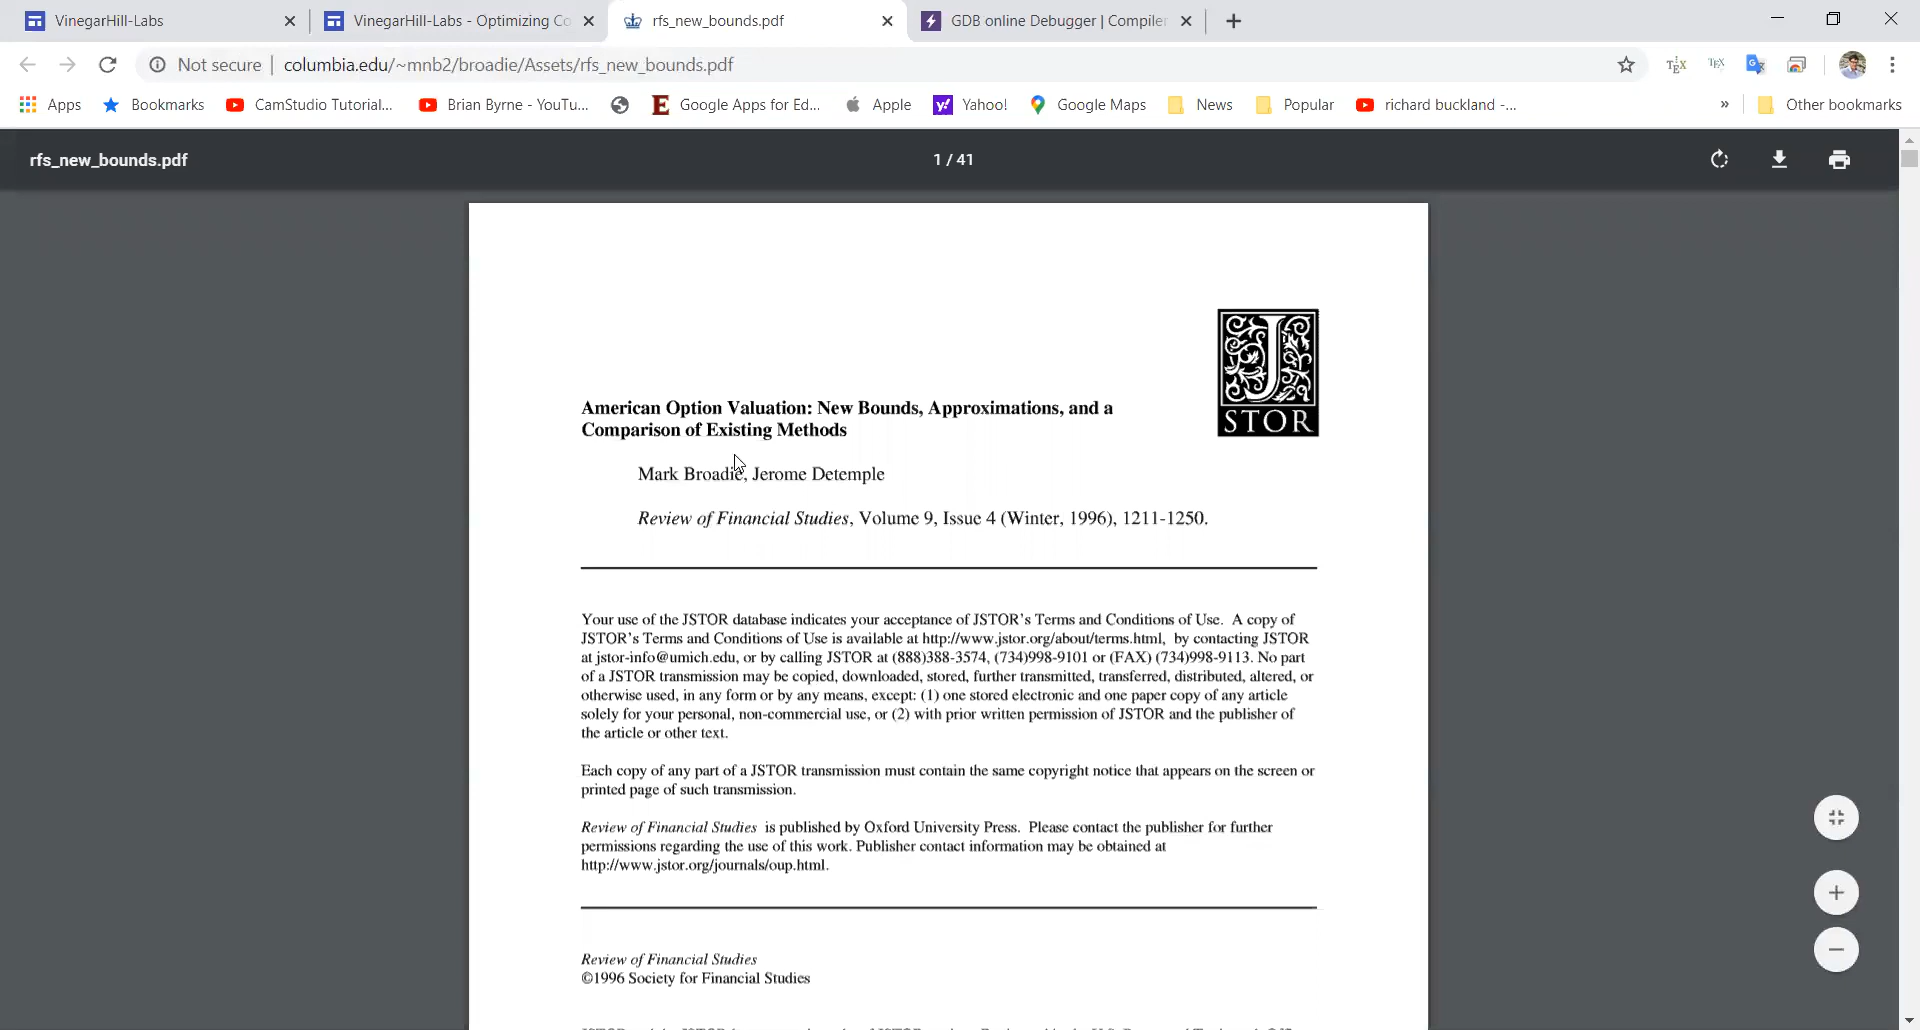 VinegarHill-Labs
VinegarHill-Labs - Optimizing Co
rfs_new_bounds.pdf
GDB online Debugger | Compiler
Not secure | columbia.edu/~mnb2/broadie/Assets/rfs_new_bounds.pdf
Apps
Bookmarks
CamStudio Tutorial...
Brian Byrne - YouTu...
Google Apps for Ed...
Apple
Yahoo!
Google Maps
News
Popular
richard buckland -...
»
Other bookmarks
rfs_new_bounds.pdf
1 / 41
American Option Valuation: New Bounds, Approximations, and a
Comparison of Existing Methods
J
STOR
Mark Broadie, Jerome Detemple
Review of Financial Studies, Volume 9, Issue 4 (Winter, 1996), 1211-1250.
Your use of the JSTOR database indicates your acceptance of JSTOR's Terms and Conditions of Use. A copy of
JSTOR's Terms and Conditions of Use is available at http://www.jstor.org/about/terms.html, by contacting JSTOR
at jstor-info@umich.edu, or by calling JSTOR at (888)388-3574, (734)998-9101 or (FAX) (734)998-9113. No part
of a JSTOR transmission may be copied, downloaded, stored, further transmitted, transferred, distributed, altered, or
otherwise used, in any form or by any means, except: (1) one stored electronic and one paper copy of any article
solely for your personal, non-commercial use, or (2) with prior written permission of JSTOR and the publisher of
the article or other text.
Each copy of any part of a JSTOR transmission must contain the same copyright notice that appears on the screen or
printed page of such transmission.
Review of Financial Studies is published by Oxford University Press. Please contact the publisher for further
permissions regarding the use of this work. Publisher contact information may be obtained at
http://www.jstor.org/journals/oup.html.
Review of Financial Studies
©1996 Society for Financial Studies